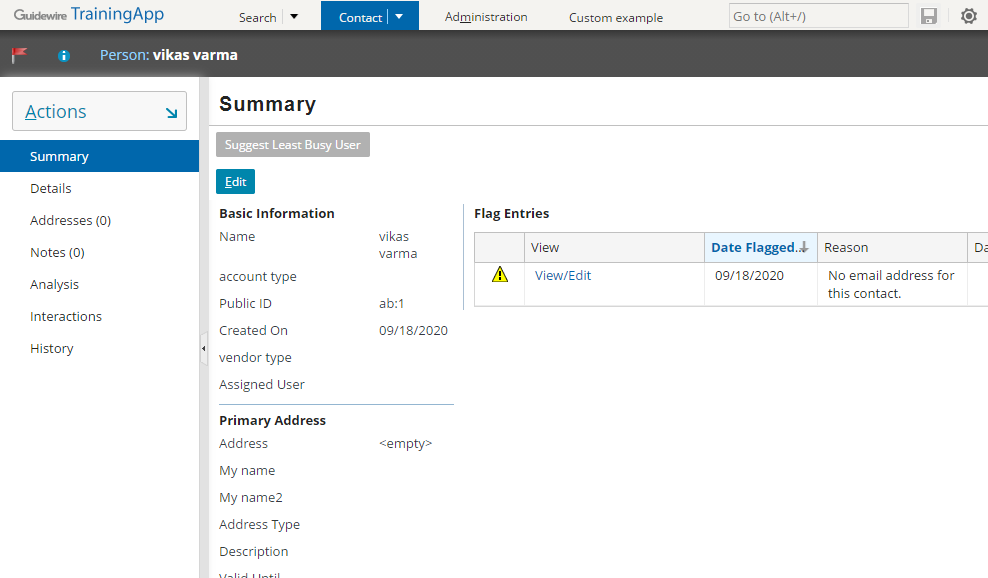 Guidewire TrainingApp
Search
Contact
Administration
Custom example
Go to (Alt+/)
Person: vikas varma
Actions
Summary
Details
Addresses (0)
Notes (0)
Analysis
Interactions
History
Summary
Suggest Least Busy User
Edit
Basic Information
Name vikas
varma
account type
Public ID ab:1
Created On 09/18/2020
vendor type
Assigned User
Primary Address
Address <empty>
My name
My name2
Address Type
Description
Valid Until
Flag Entries
View Date Flagged... Reason Da
View/Edit 09/18/2020 No email address for
this contact.